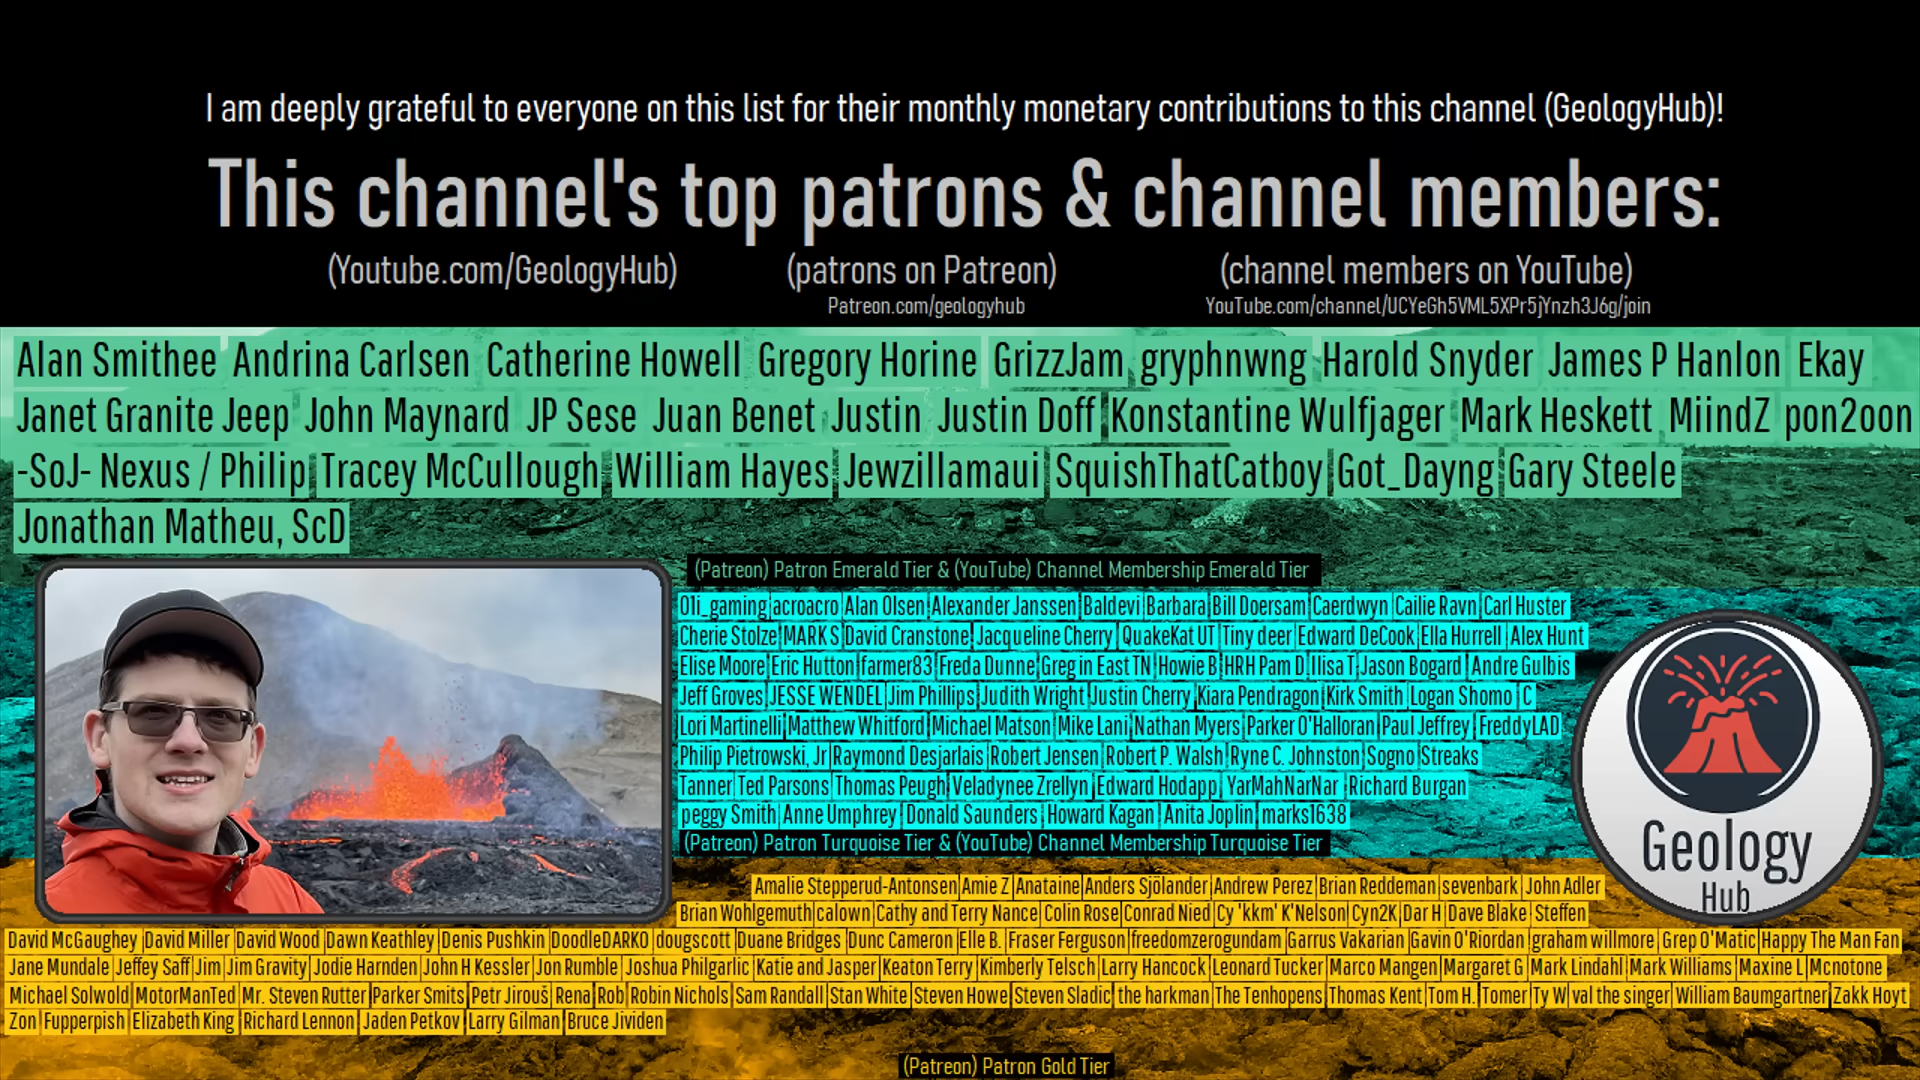 I am deeply grateful to everyone on this list for their monthly monetary contributions to this channel (GeologyHub)!
This channel's top patrons & channel members:
(Youtube.com/GeologyHub) (patrons on Patreon) (channel members on YouTube)
Patreon.com/geologyhub YouTube.com/channel/UCYeGh5VML5XPr5jYnzh3J6g/join
Alan Smithee Andrina Carlsen Catherine Howell Gregory Horine GrizzJam gryphnwng Harold Snyder James P Hanlon Ekay
Janet Granite Jeep John Maynard JP Sese Juan Benet Justin Justin Doff Konstantine Wulfjager Mark Heskett MiindZ pon2oon
-SoJ- Nexus / Philip Tracey McCullough William Hayes Jewzillamaui SquishThatCatboy Got_Dayng Gary Steele
Jonathan Matheu, ScD
(Patreon) Patron Emerald Tier & (YouTube) Channel Membership Emerald Tier
01i_gaming acroacro Alan Olsen Alexander Janssen Baldevi Barbara Bill Doersam Caerdwyn Cailie Ravn Carl Huster
Cherie Stolze MARK S David Cranstone Jacqueline Cherry QuakeKat UT Tiny deer Edward DeCook Ella Hurrell Alex Hunt
Elise Moore Eric Hutton farmer83 Freda Dunne Greg in East TN Howie B HRH Pam D Ilisa T Jason Bogard Andre Gulbis
Jeff Groves JESSE WENDEL Jim Phillips Judith Wright Justin Cherry Kiara Pendragon Kirk Smith Logan Shomo C
Lori Martinelli Matthew Whitford Michael Matson Mike Lani Nathan Myers Parker O'Halloran Paul Jeffrey FreddyLAD
Philip Pietrowski, Jr Raymond Desjarlais Robert Jensen Robert P. Walsh Ryne C. Johnston Sogno Streaks
Tanner Ted Parsons Thomas Peugh Veladynee Zrellyn Edward Hodapp YarMahNarNar Richard Burgan
peggy Smith Anne Umphrey Donald Saunders Howard Kagan Anita Joplin marks1638
(Patreon) Patron Turquoise Tier & (YouTube) Channel Membership Turquoise Tier
Geology
Hub
Amalie Stepperud-Antonsen Amie Z Anataine Anders Sjölander Andrew Perez Brian Reddeman sevenbark John Adler
Brian Wohlgemuth calown Cathy and Terry Nance Colin Rose Conrad Nied Cy 'kkm' K'Nelson Cyn2K Dar H Dave Blake Steffen
David McGaughey David Miller David Wood Dawn Keathley Denis Pushkin DoodleDARKO dougscott Duane Bridges Dunc Cameron Elle B. Fraser Ferguson freedomzerogundam Garrus Vakarian Gavin O'Riordan graham willmore Grep O'Matic Happy The Man Fan
Jane Mundale Jeffey Saff Jim Jim Gravity Jodie Harnden John H Kessler Jon Rumble Joshua Philgarlic Katie and Jasper Keaton Terry Kimberly Telsch Larry Hancock Leonard Tucker Marco Mangen Margaret G Mark Lindahl Mark Williams Maxine L Mcnotone
Michael Solwold MotorManTed Mr. Steven Rutter Parker Smits Petr Jirouš Rena Rob Robin Nichols Sam Randall Stan White Steven Howe Steven Sladic the harkman The Tenhopens Thomas Kent Tom H. Tomer Ty W val the singer William Baumgartner Zakk Hoyt
Zon Fupperpish Elizabeth King Richard Lennon Jaden Petkov Larry Gilman Bruce Jividen
(Patreon) Patron Gold Tier